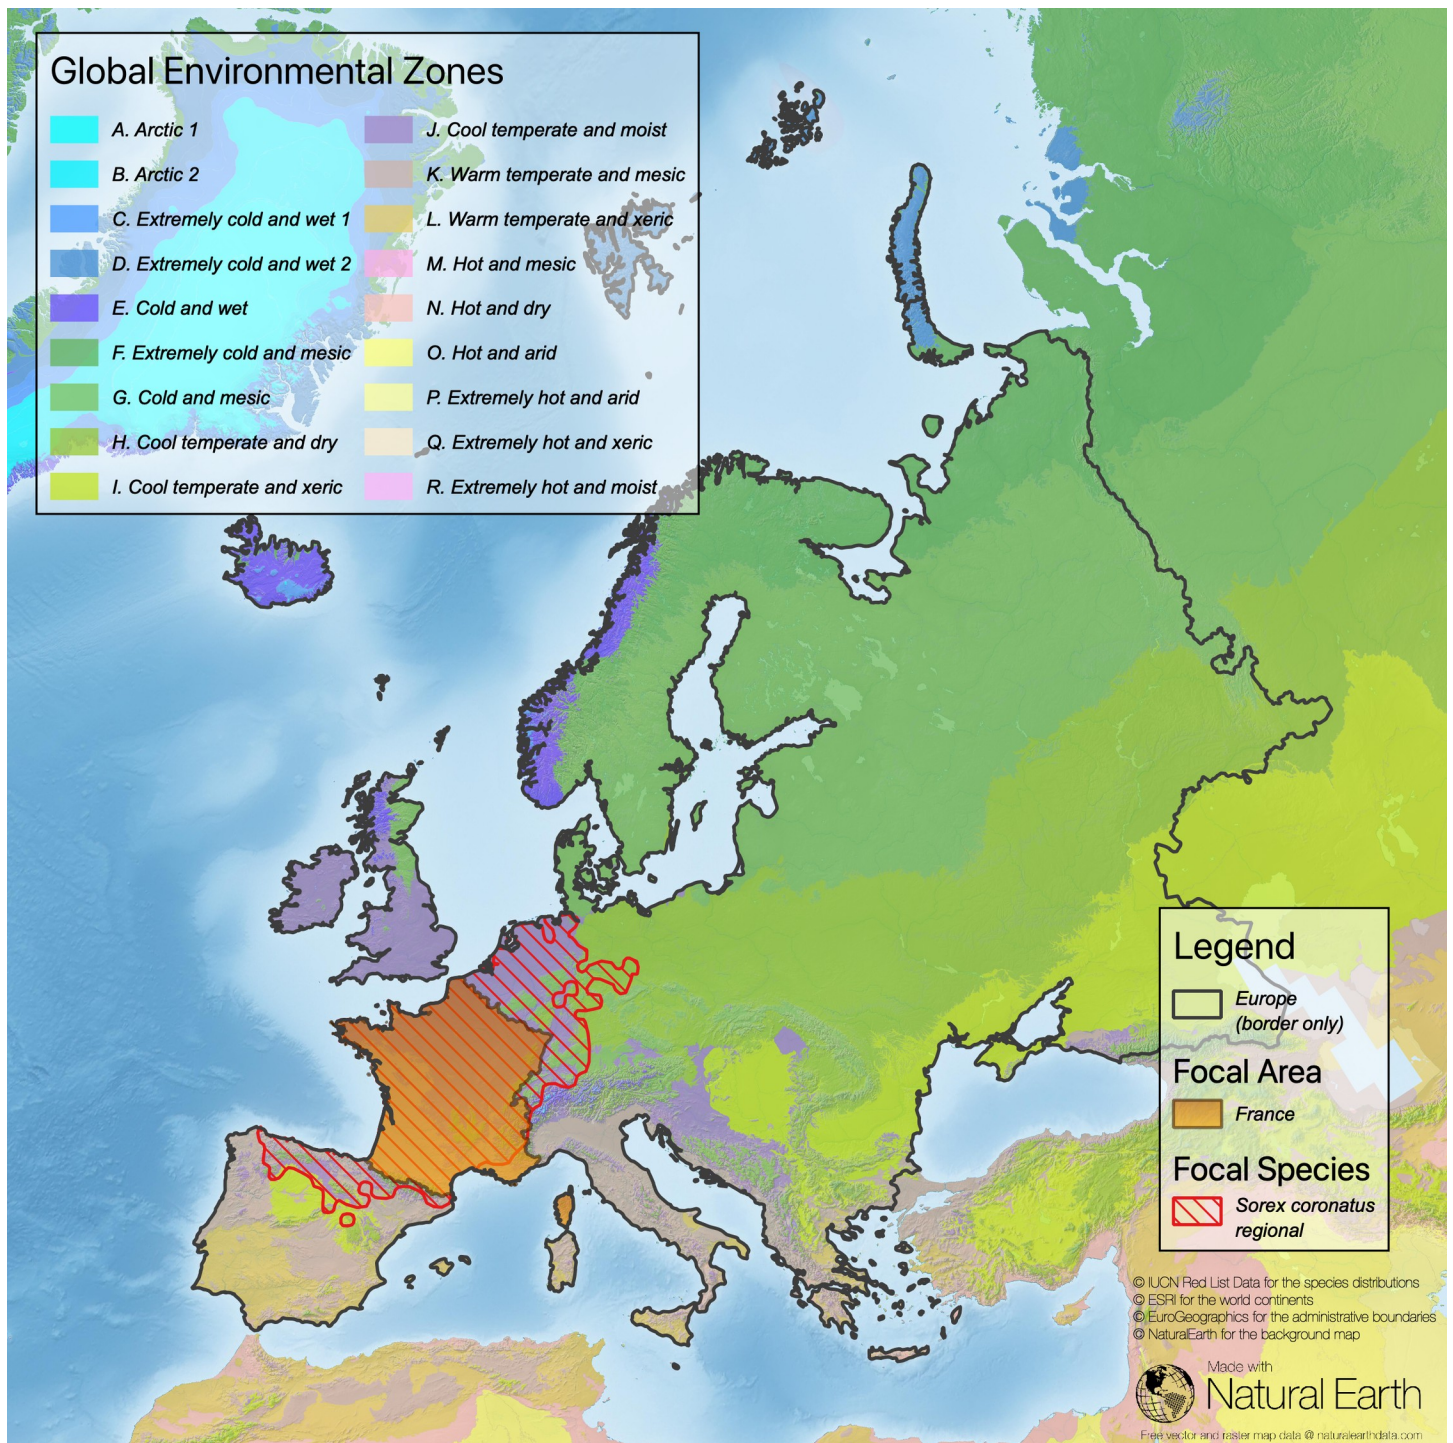 Global Environmental Zones
A. Arctic 1
B. Arctic 2
C. Extremely cold and wet 1
D. Extremely cold and wet 2
E. Cold and wet
F. Extremely cold and mesic
G. Cold and mesic
H. Cool temperate and dry
I. Cool temperate and xeric
J. Cool temperate and moist
K. Warm temperate and mesic
L. Warm temperate and xeric
M. Hot and mesic
N. Hot and dry
O. Hot and arid
P. Extremely hot and arid
Q. Extremely hot and xeric
R. Extremely hot and moist
Legend
Europe
(border only)
Focal Area
France
Focal Species
Sorex coronatus
regional
© IUCN Red List Data for the species distributions
© ESRI for the world continents
© EuroGeographics for the administrative boundaries
© NaturalEarth for the background map
Made with
Natural Earth
Free vector and raster map data @ naturalearthdata.com